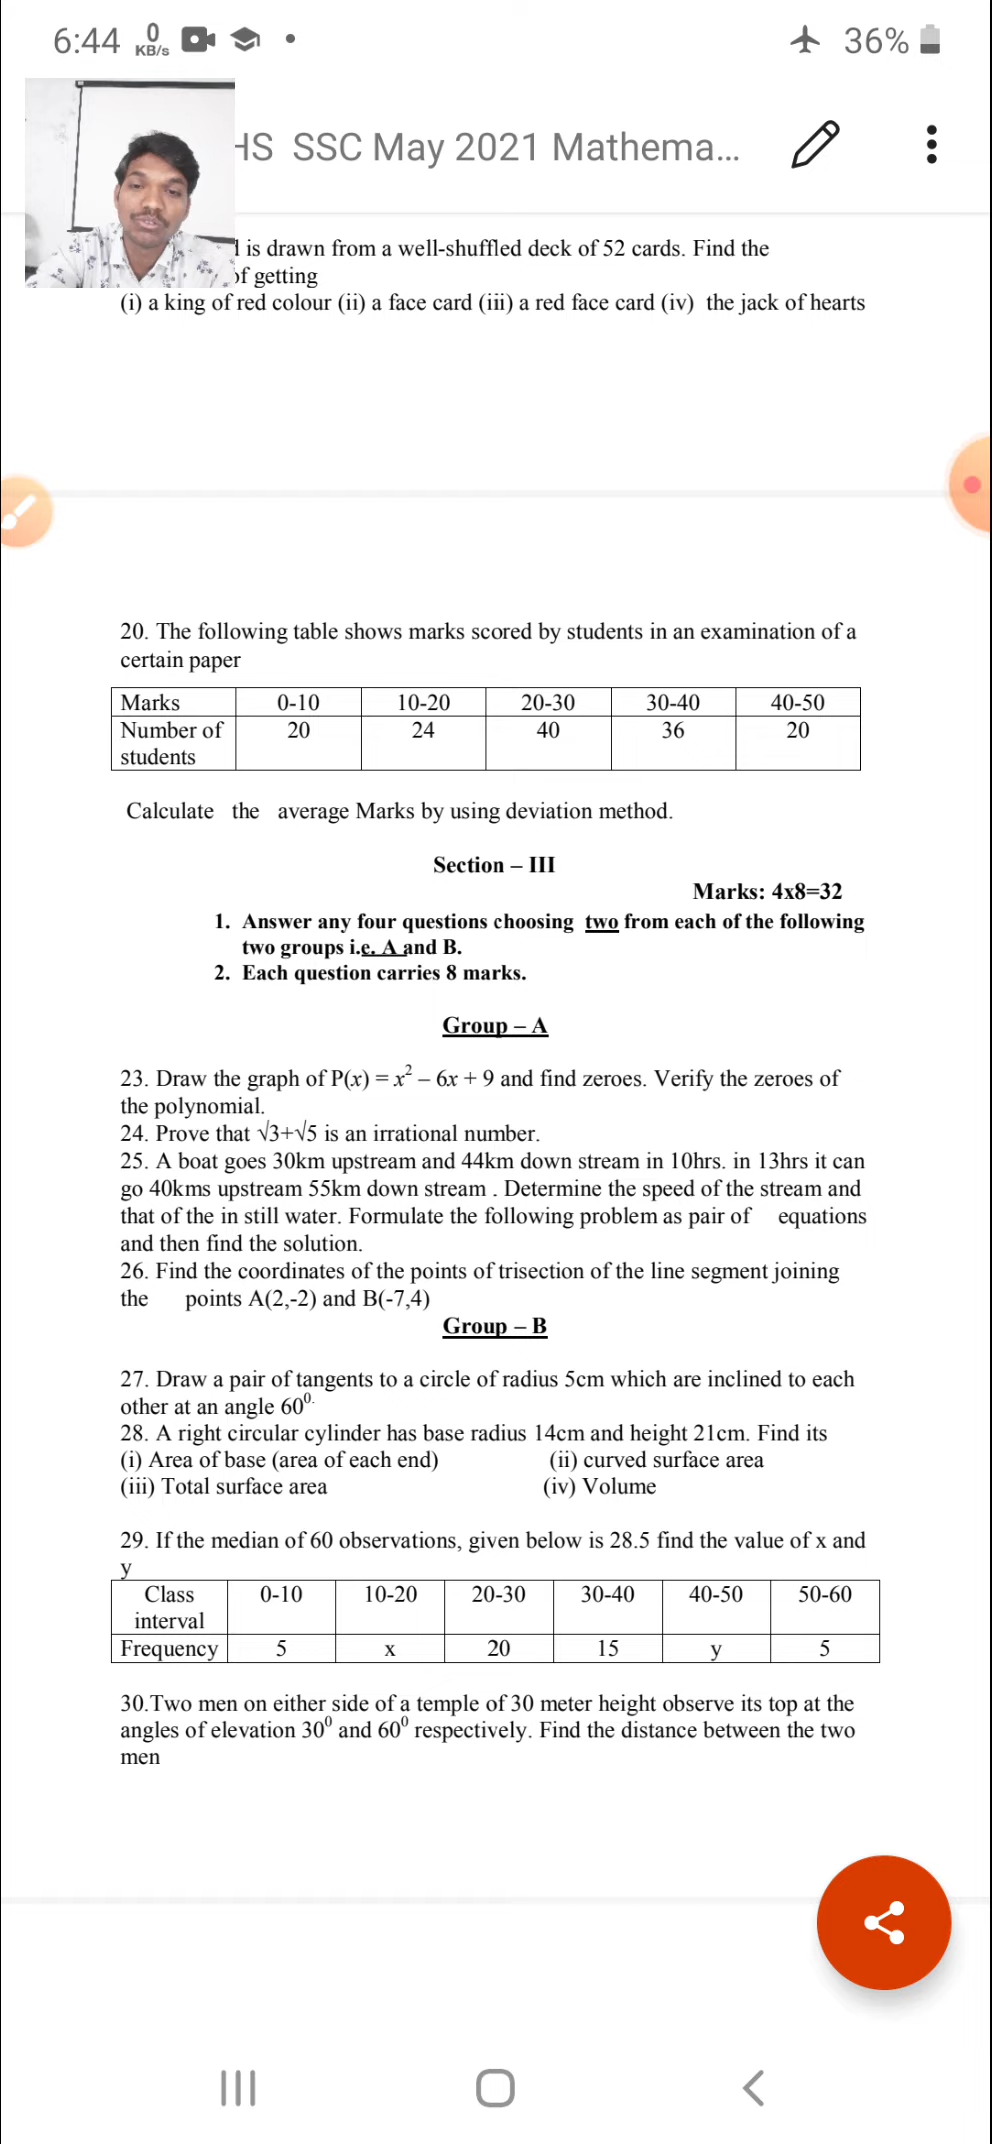 6:44 0 KB/s 36%
HS SSC May 2021 Mathema...
is drawn from a well-shuffled deck of 52 cards. Find the
of getting
(i) a king of red colour (ii) a face card (iii) a red face card (iv) the jack of hearts
20. The following table shows marks scored by students in an examination of a
certain paper
Marks 0-10 10-20 20-30 30-40 40-50
Number of 20 24 40 36 20
students
Calculate the average Marks by using deviation method.
Section – III
Marks: 4x8=32
1. Answer any four questions choosing two from each of the following
two groups i.e. A and B.
2. Each question carries 8 marks.
Group – A
23. Draw the graph of P(x) = x² – 6x + 9 and find zeroes. Verify the zeroes of
the polynomial.
24. Prove that √3+√5 is an irrational number.
25. A boat goes 30km upstream and 44km down stream in 10hrs. in 13hrs it can
go 40kms upstream 55km down stream . Determine the speed of the stream and
that of the in still water. Formulate the following problem as pair of equations
and then find the solution.
26. Find the coordinates of the points of trisection of the line segment joining
the points A(2,-2) and B(-7,4)
Group – B
27. Draw a pair of tangents to a circle of radius 5cm which are inclined to each
other at an angle 60⁰.
28. A right circular cylinder has base radius 14cm and height 21cm. Find its
(i) Area of base (area of each end) (ii) curved surface area
(iii) Total surface area (iv) Volume
29. If the median of 60 observations, given below is 28.5 find the value of x and
y
Class 0-10 10-20 20-30 30-40 40-50 50-60
interval
Frequency 5 x 20 15 y 5
30.Two men on either side of a temple of 30 meter height observe its top at the
angles of elevation 30⁰ and 60⁰ respectively. Find the distance between the two
men